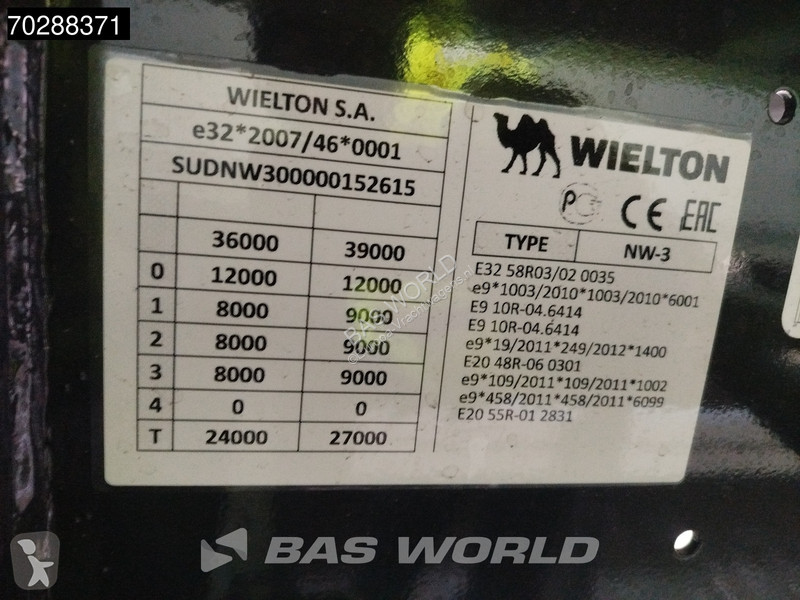 70288371
WIELTON S.A.
e32*2007/46*0001
SUDNW300000152615
36000 39000
0 12000 12000
1 8000 9000
2 8000 9000
3 8000 9000
4 0 0
T 24000 27000
WIELTON
CE EAC
TYPE NW-3
E32 58R03/02 0035
e9*1003/2010*1003/2010*6001
E9 10R-04.6414
E9 10R-04.6414
e9*19/2011*249/2012*1400
E20 48R-06 0301
e9*109/2011*109/2011*1002
e9*458/2011*458/2011*6099
E20 55R-01 2831
BAS WORLD
BAS WORLD